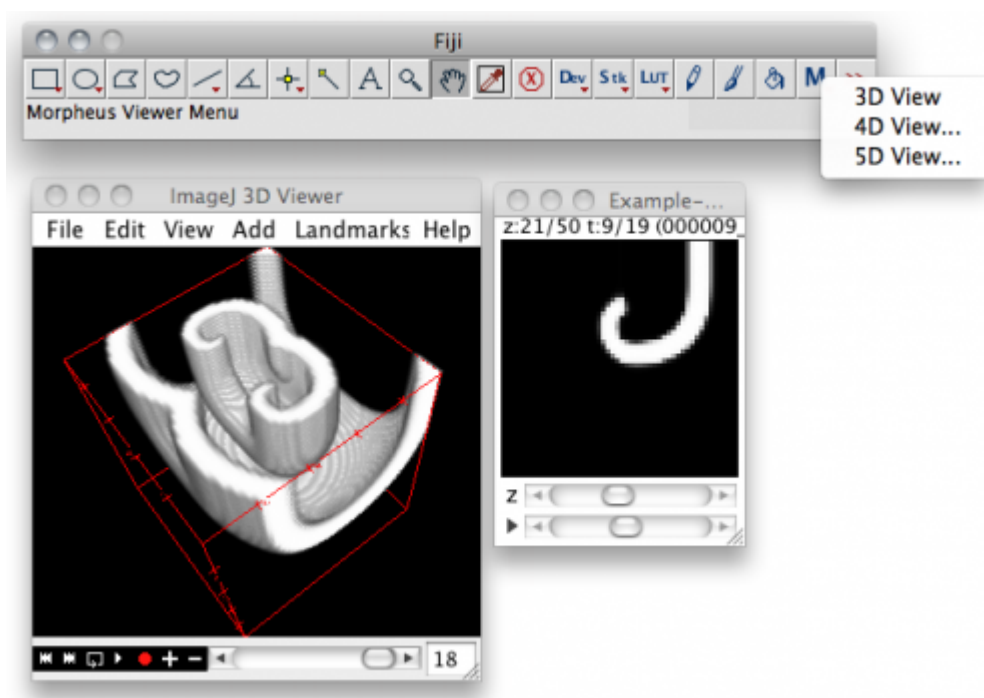 Fiji
A Dev Stk LUT M >>
Morpheus Viewer Menu
3D View
4D View...
5D View...
ImageJ 3D Viewer
File Edit View Add Landmarks Help
18
Example-...
z:21/50 t:9/19 (000009_
z